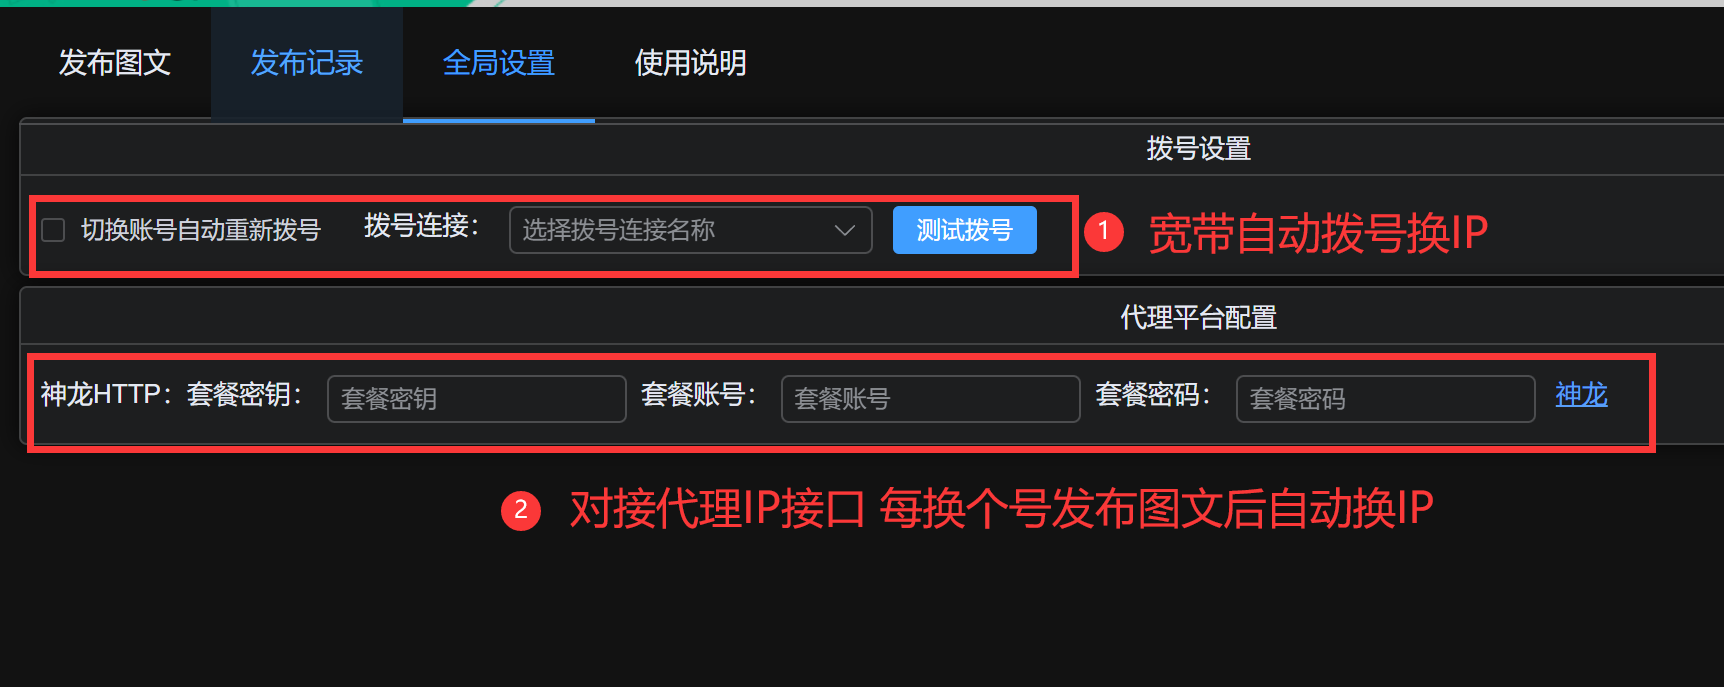 发布图文 发布记录 全局设置 使用说明
拨号设置
切换账号自动重新拨号 拨号连接： 选择拨号连接名称 测试拨号 1 宽带自动拨号换IP
代理平台配置
神龙HTTP：套餐密钥： 套餐密钥 套餐账号： 套餐账号 套餐密码： 套餐密码 神龙
2 对接代理IP接口 每换个号发布图文后自动换IP